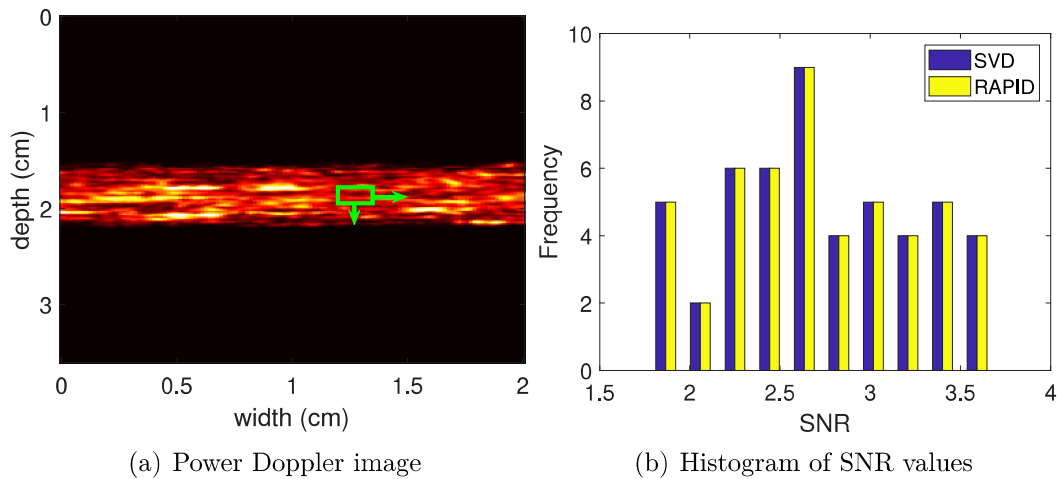 0
1
2
3
depth (cm)
0
0.5
1
1.5
2
width (cm)
(a) Power Doppler image
10
8
6
4
2
0
Frequency
SVD
RAPID
1.5
2
2.5
3
3.5
4
SNR
(b) Histogram of SNR values